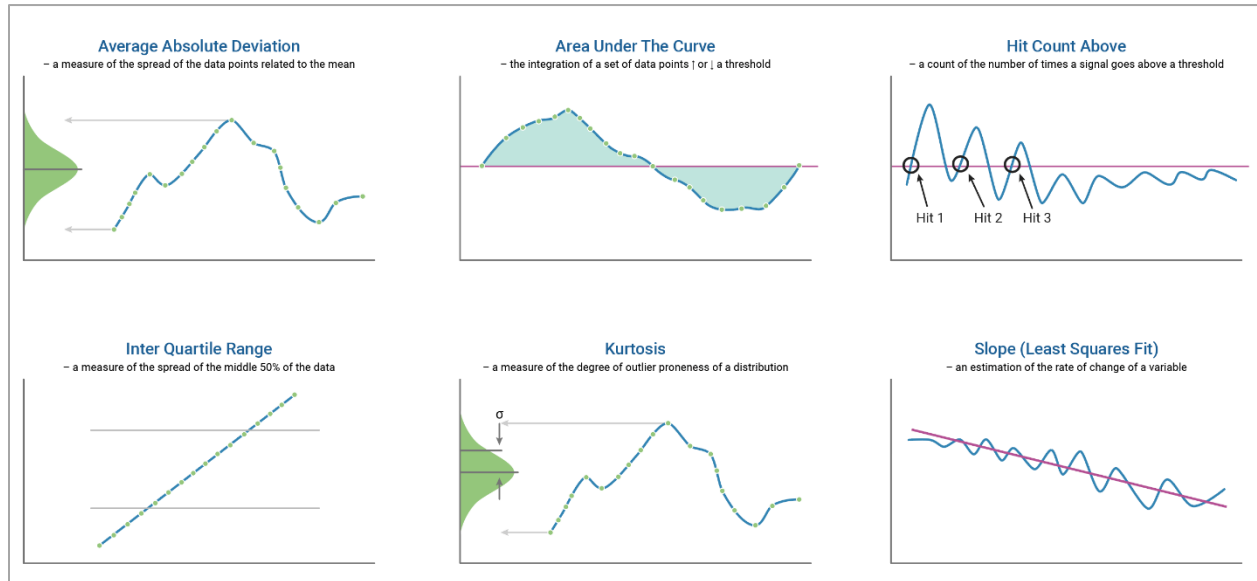 Average Absolute Deviation
– a measure of the spread of the data points related to the mean
Area Under The Curve
– the integration of a set of data points ↑ or ↓ a threshold
Hit Count Above
– a count of the number of times a signal goes above a threshold
Hit 1
Hit 2
Hit 3
Inter Quartile Range
– a measure of the spread of the middle 50% of the data
Kurtosis
– a measure of the degree of outlier proneness of a distribution
σ
Slope (Least Squares Fit)
– an estimation of the rate of change of a variable